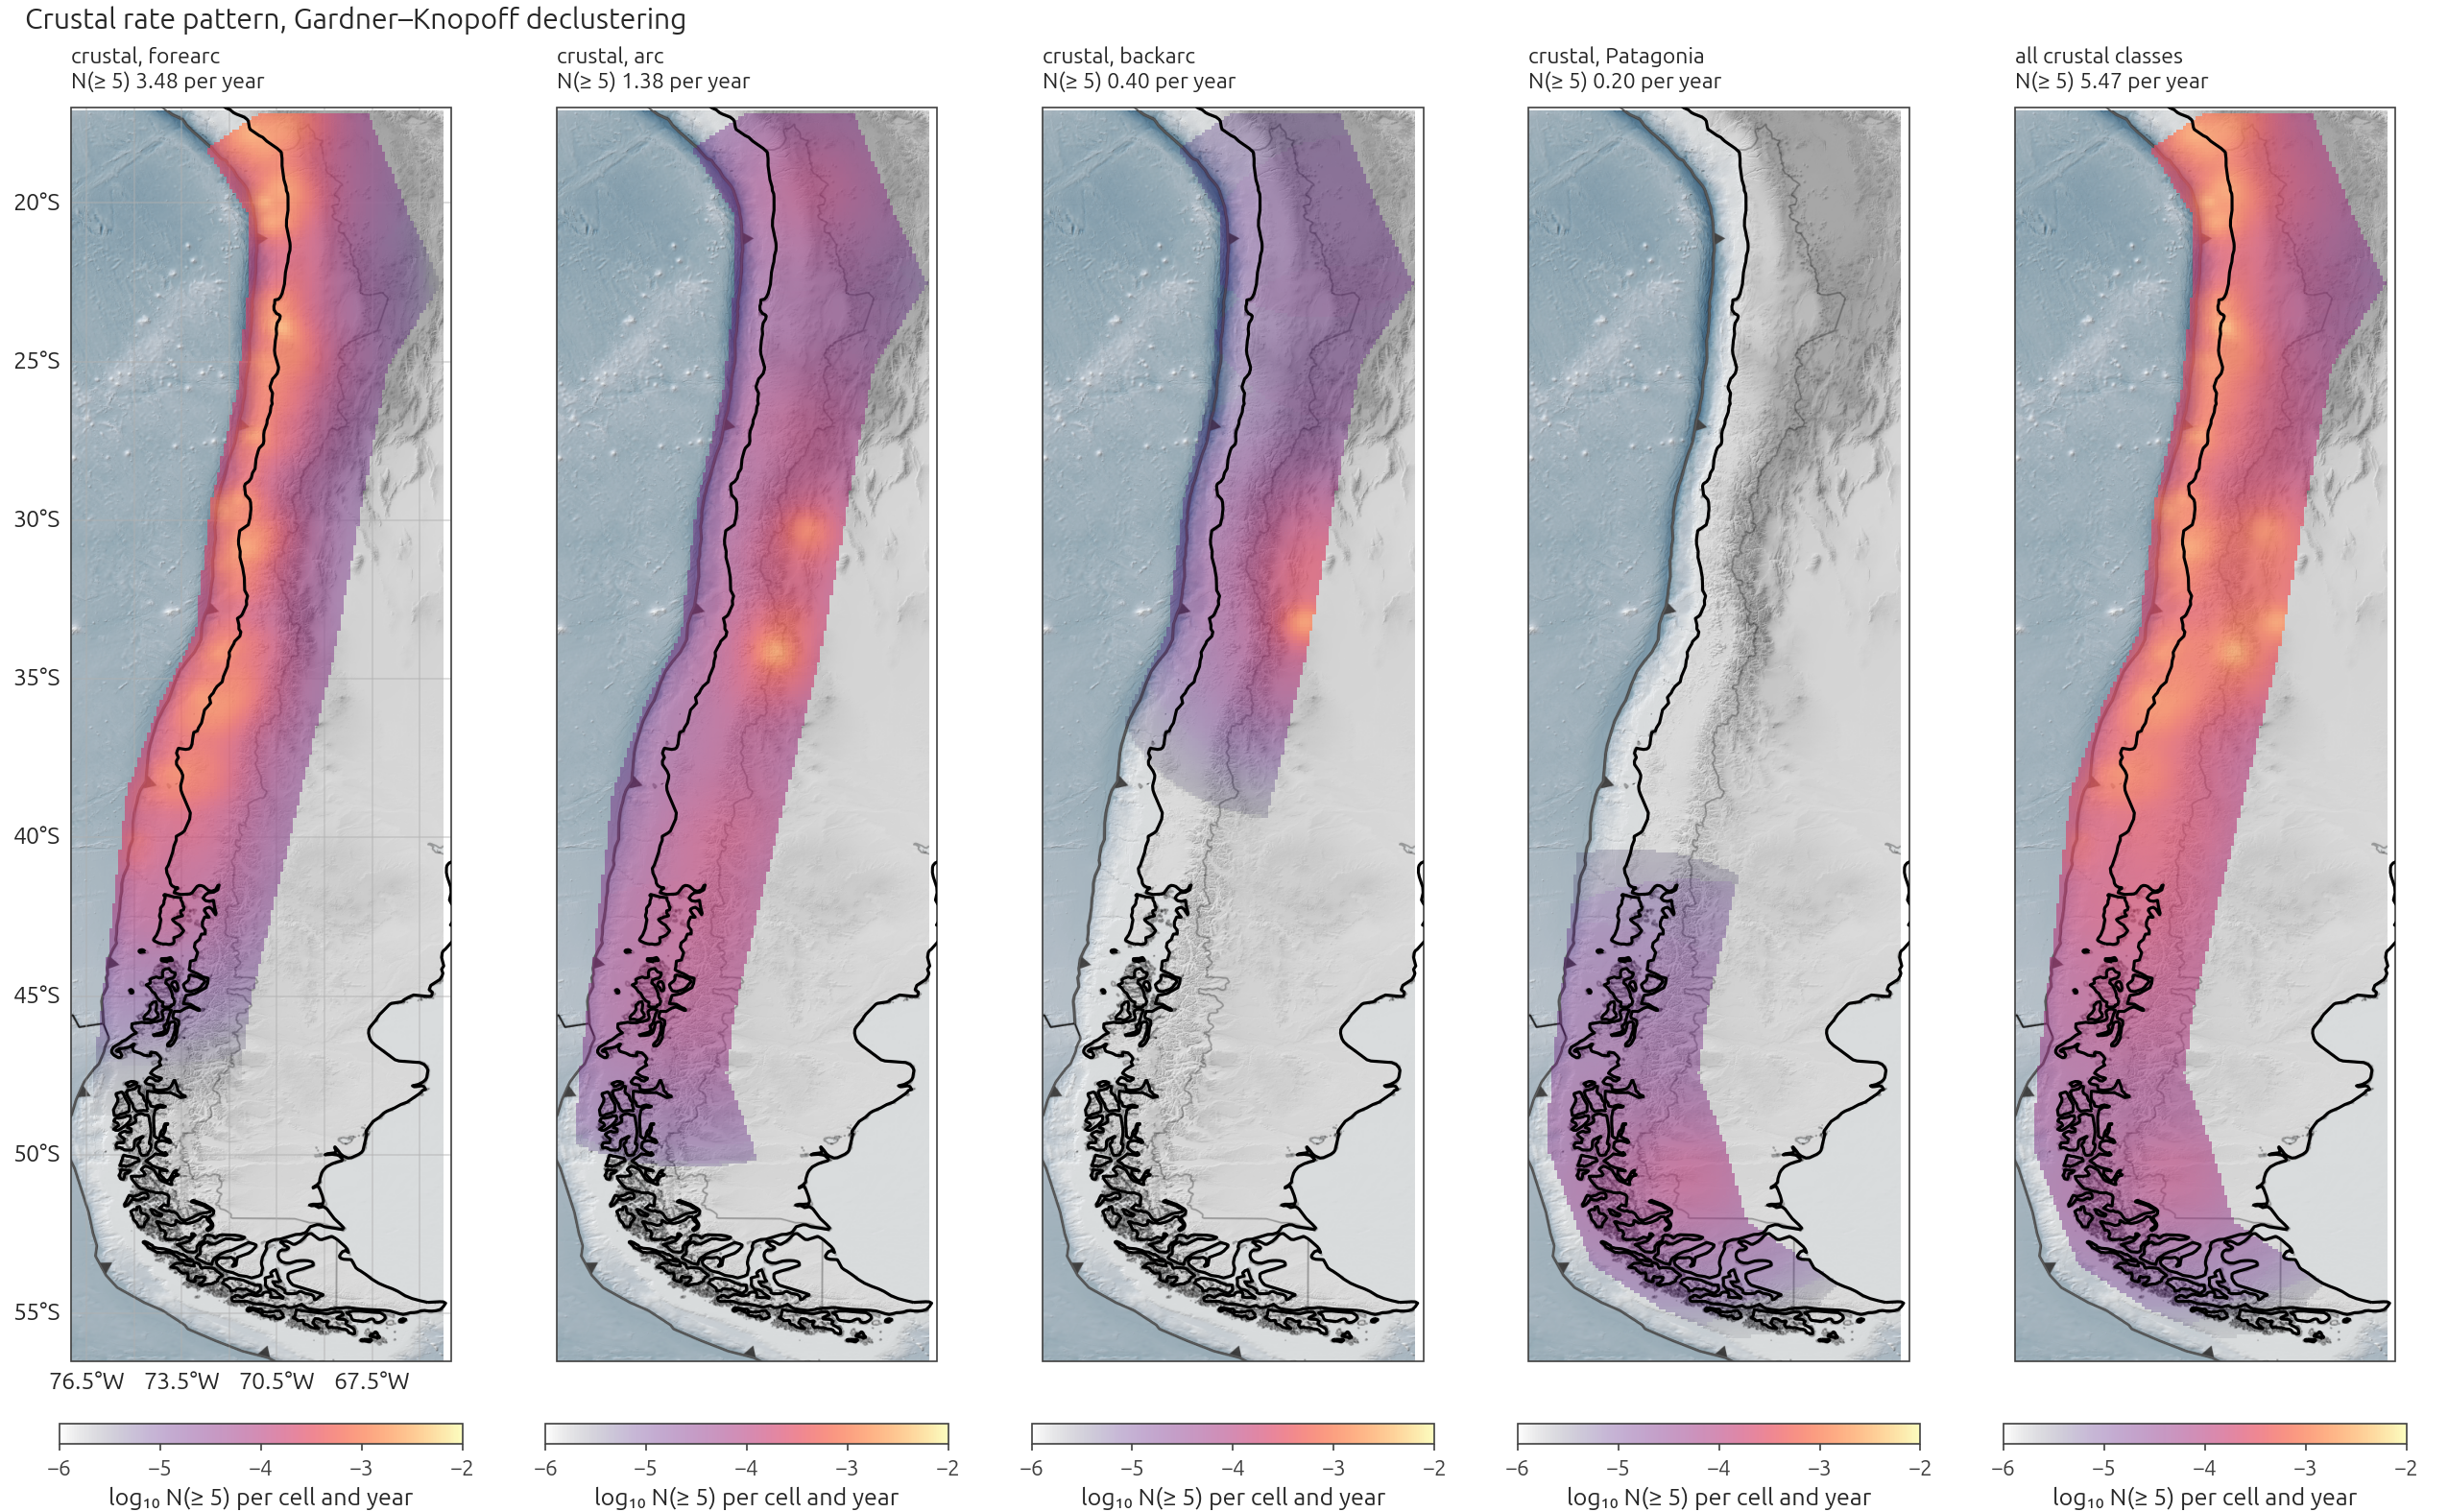 Crustal rate pattern, Gardner–Knopoff declustering
crustal, forearc
N(≥ 5) 3.48 per year
crustal, arc
N(≥ 5) 1.38 per year
crustal, backarc
N(≥ 5) 0.40 per year
crustal, Patagonia
N(≥ 5) 0.20 per year
all crustal classes
N(≥ 5) 5.47 per year
20°S
25°S
30°S
35°S
40°S
45°S
50°S
55°S
76.5°W 73.5°W 70.5°W 67.5°W
−6 −5 −4 −3 −2
log₁₀ N(≥ 5) per cell and year
−6 −5 −4 −3 −2
log₁₀ N(≥ 5) per cell and year
−6 −5 −4 −3 −2
log₁₀ N(≥ 5) per cell and year
−6 −5 −4 −3 −2
log₁₀ N(≥ 5) per cell and year
−6 −5 −4 −3 −2
log₁₀ N(≥ 5) per cell and year